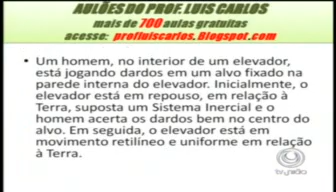 AULÕES DO PROF. LUIS CARLOS
mais de 700 aulas gratuitas
acesse: profluiscarlos.Blogspot.com
• Um homem, no interior de um elevador,
está jogando dardos em um alvo fixado na
parede interna do elevador. Inicialmente, o
elevador está em repouso, em relação à
Terra, suposta um Sistema Inercial e o
homem acerta os dardos bem no centro do
alvo. Em seguida, o elevador está em
movimento retilíneo e uniforme em relação
à Terra.